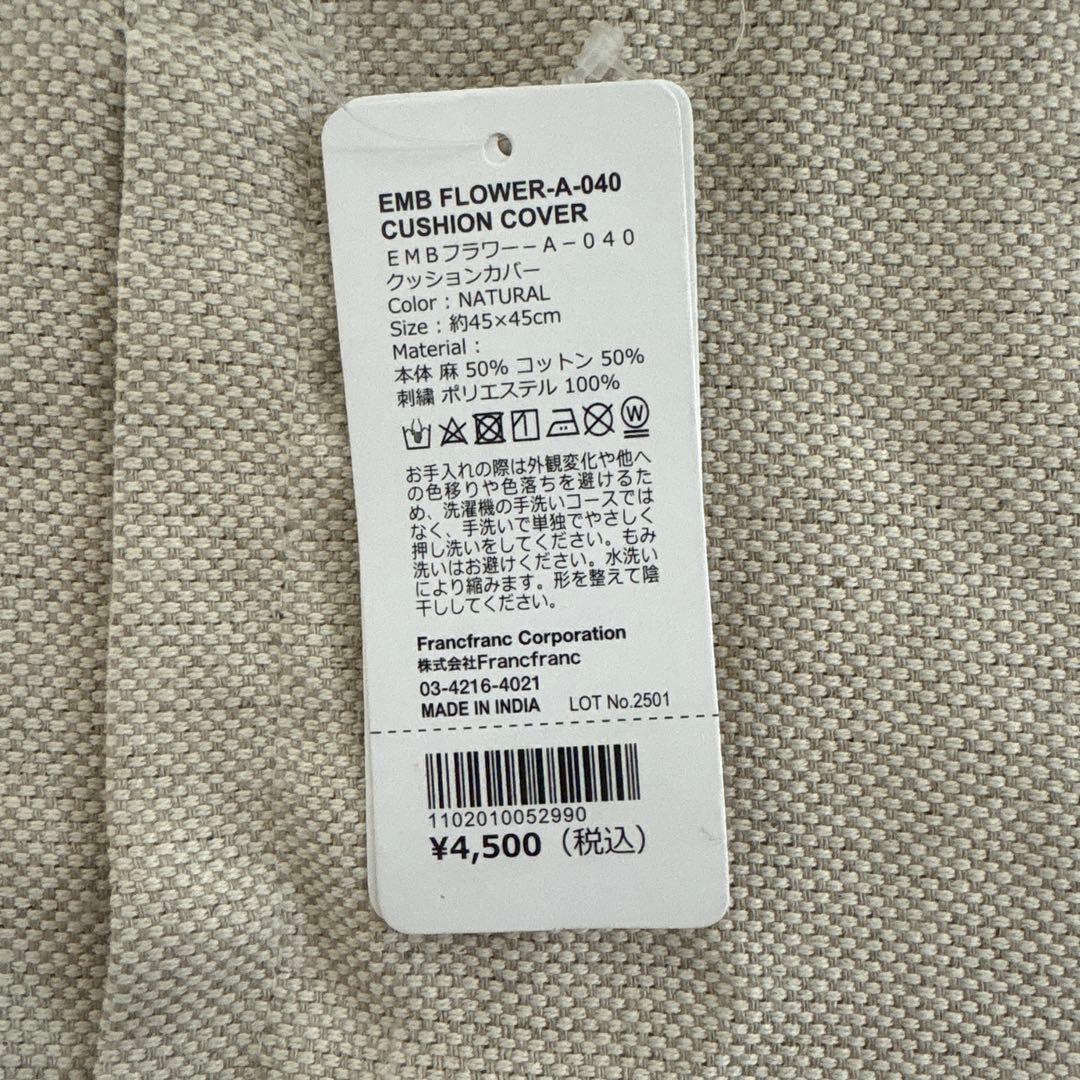 EMB FLOWER-A-040
CUSHION COVER
ＥＭＢフラワー－Ａ－０４０
クッションカバー
Color : NATURAL
Size : 約45×45cm
Material :
本体 麻 50% コットン 50%
刺繍 ポリエステル 100%
W
お手入れの際は外観変化や他へ
の色移りや色落ちを避けるた
め、洗濯機の手洗いコースでは
なく、手洗いで単独でやさしく
押し洗いをしてください。もみ
洗いはお避けください。水洗い
により縮みます。形を整えて陰
干ししてください。
Francfranc Corporation
株式会社Francfranc
03-4216-4021
MADE IN INDIA LOT No.2501
1102010052990
¥4,500（税込）